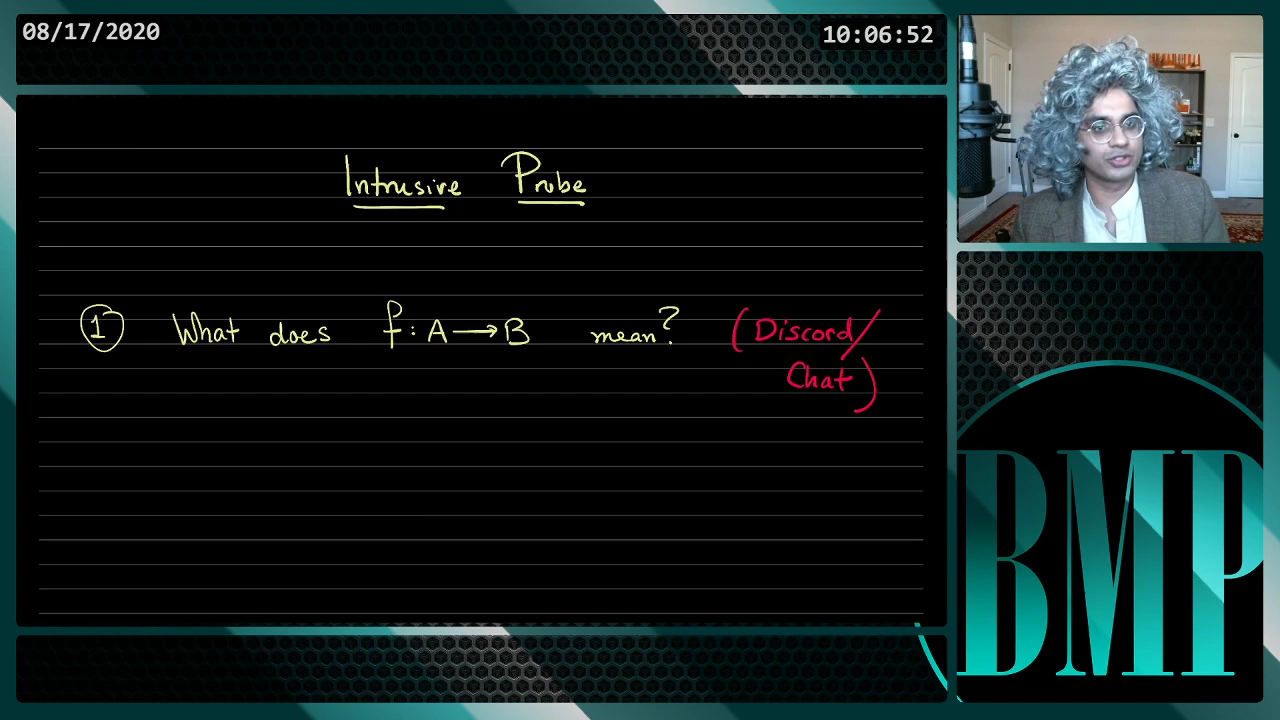 08/17/2020
10:06:52
Intrusive Probe
1 What does f: A → B mean? (Discord/
Chat)
BMP